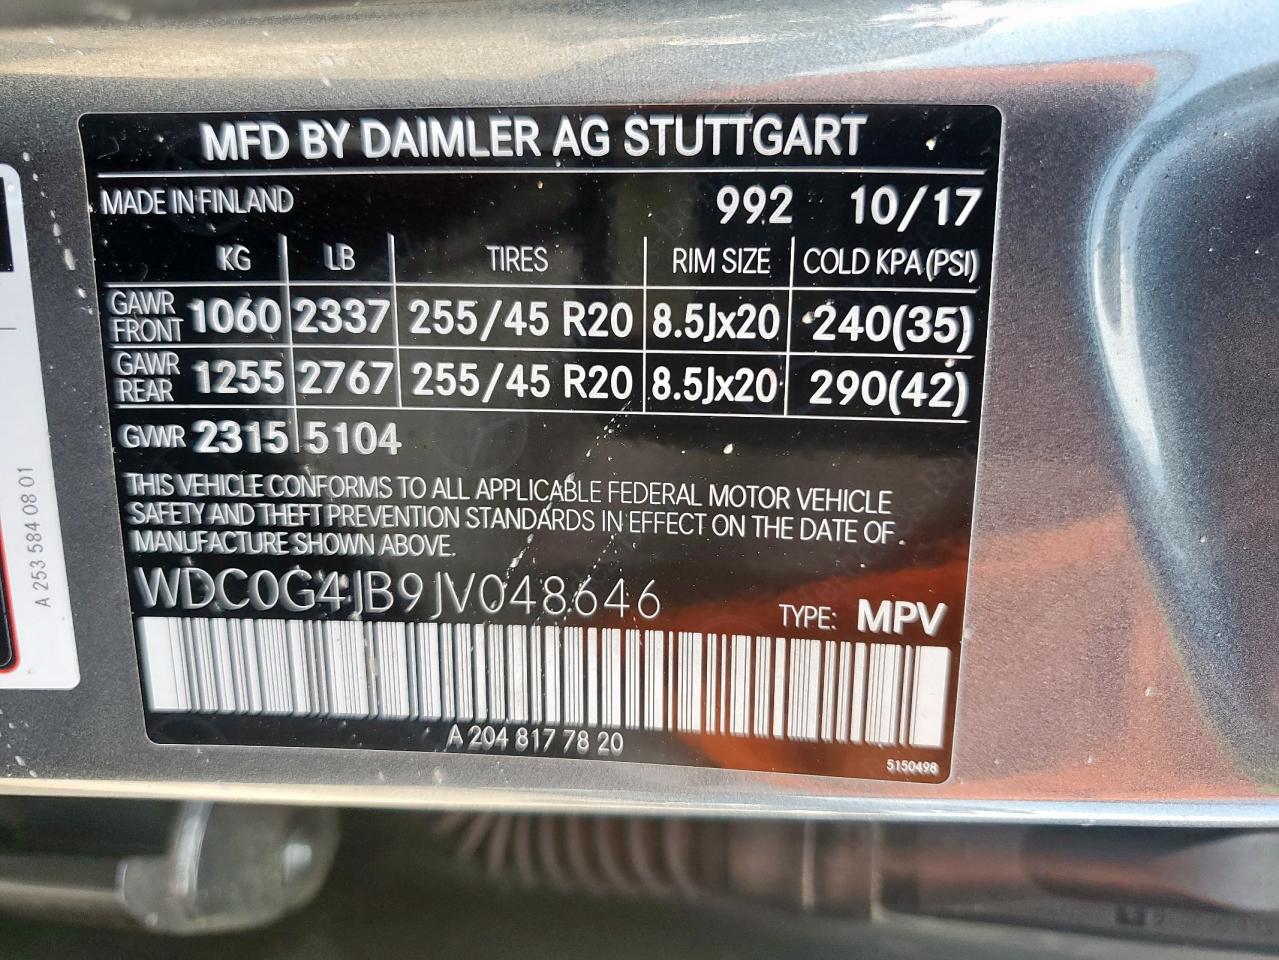 MFD BY DAIMLER AG STUTTGART
MADE IN FINLAND 992 10/17
KG LB TIRES RIM SIZE COLD KPA (PSI)
GAWR FRONT 1060 2337 255/45 R20 8.5Jx20 240(35)
GAWR REAR 1255 2767 255/45 R20 8.5Jx20 290(42)
GVWR 2315 5104
THIS VEHICLE CONFORMS TO ALL APPLICABLE FEDERAL MOTOR VEHICLE
SAFETY AND THEFT PREVENTION STANDARDS IN EFFECT ON THE DATE OF
MANUFACTURE SHOWN ABOVE.
WDC0G4JB9JV048646 TYPE: MPV
A 204 817 78 20
5150498
A 253 584 08 01